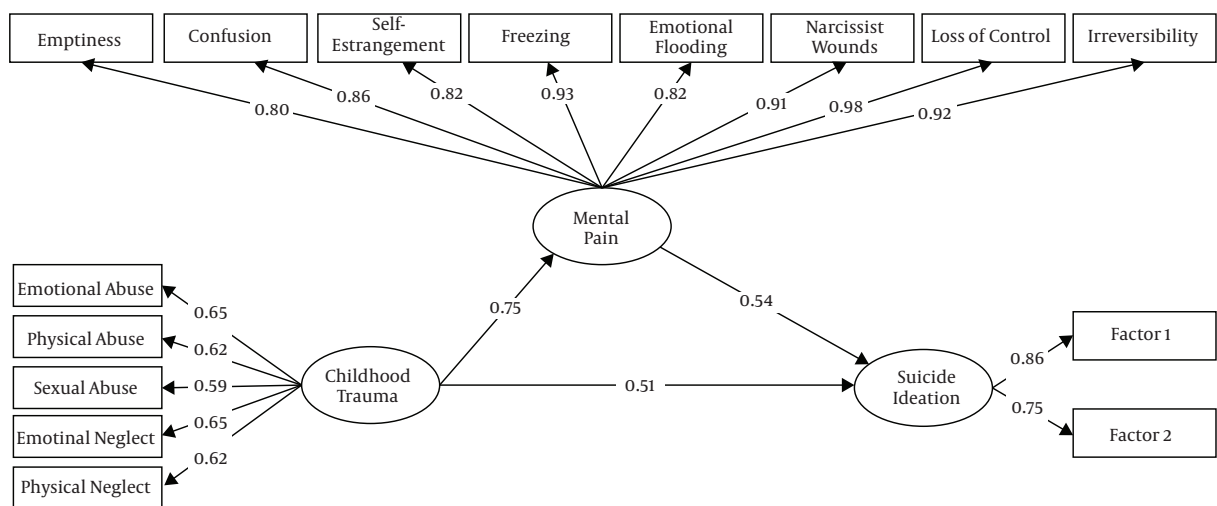 Emptiness
Confusion
Self-
Estrangement
Freezing
Emotional
Flooding
Narcissist
Wounds
Loss of Control
Irreversibility
0.80
0.86
0.82
0.93
0.82
0.91
0.98
0.92
Mental
Pain
Emotional Abuse
Physical Abuse
Sexual Abuse
Emotinal Neglect
Physical Neglect
0.65
0.62
0.59
0.65
0.62
Childhood
Trauma
0.75
0.54
0.51
Suicide
Ideation
0.86
0.75
Factor 1
Factor 2